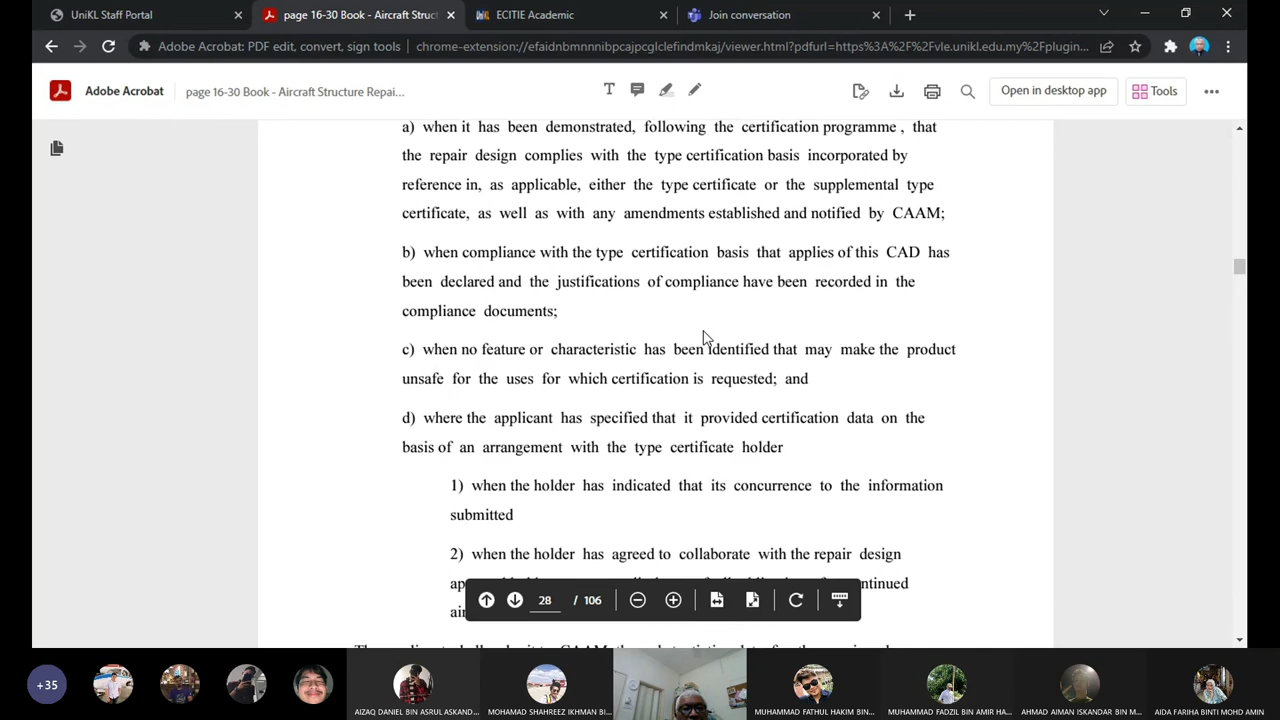 UniKL Staff Portal
page 16-30 Book - Aircraft Struct
ECITIE Academic
Join conversation
Adobe Acrobat: PDF edit, convert, sign tools
chrome-extension://efaidnbmnnnibpcajpcglclefindmkaj/viewer.html?pdfurl=https%3A%2F%2Fvle.unikl.edu.my%2Fplugin...
Adobe Acrobat
page 16-30 Book - Aircraft Structure Repai...
Open in desktop app
Tools
a) when it has been demonstrated, following the certification programme , that
the repair design complies with the type certification basis incorporated by
reference in, as applicable, either the type certificate or the supplemental type
certificate, as well as with any amendments established and notified by CAAM;
b) when compliance with the type certification basis that applies of this CAD has
been declared and the justifications of compliance have been recorded in the
compliance documents;
c) when no feature or characteristic has been identified that may make the product
unsafe for the uses for which certification is requested; and
d) where the applicant has specified that it provided certification data on the
basis of an arrangement with the type certificate holder
1) when the holder has indicated that its concurrence to the information
submitted
2) when the holder has agreed to collaborate with the repair design
28 / 106
+35
AIZAQ DANIEL BIN ASRUL ASKAND...
MOHAMAD SHAHREEZ IKHMAN BI...
MUHAMMAD FATHUL HAKIM BIN...
MUHAMMAD FADZIL BIN AMIR HA...
AHMAD AIMAN ISKANDAR BIN M...
AIDA FARIHA BINTI MOHD AMIN